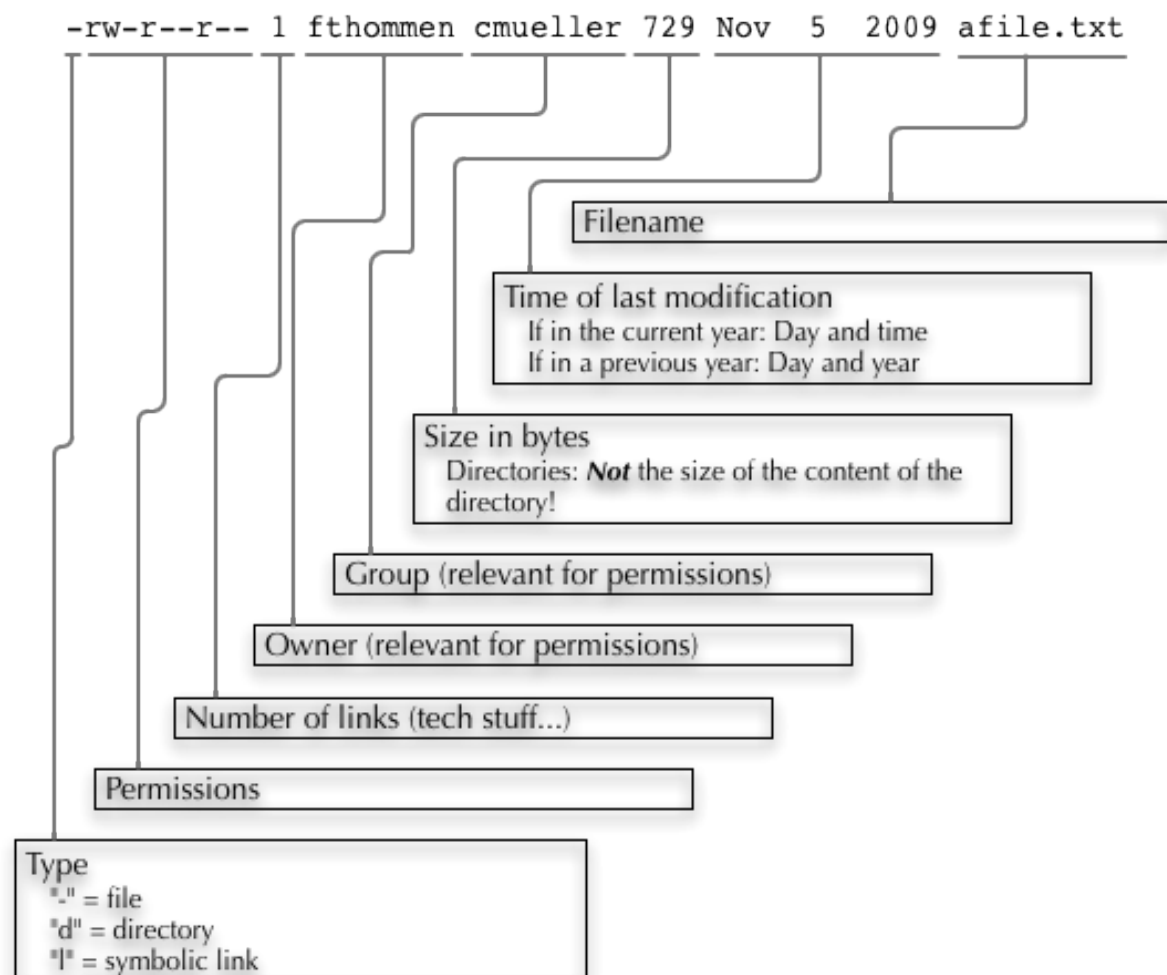 -rw-r--r-- 1 fthommen cmueller 729 Nov 5 2009 afile.txt
Filename
Time of last modification
If in the current year: Day and time
If in a previous year: Day and year
Size in bytes
Directories: Not the size of the content of the
directory!
Group (relevant for permissions)
Owner (relevant for permissions)
Number of links (tech stuff...)
Permissions
Type
"-" = file
"d" = directory
"l" = symbolic link